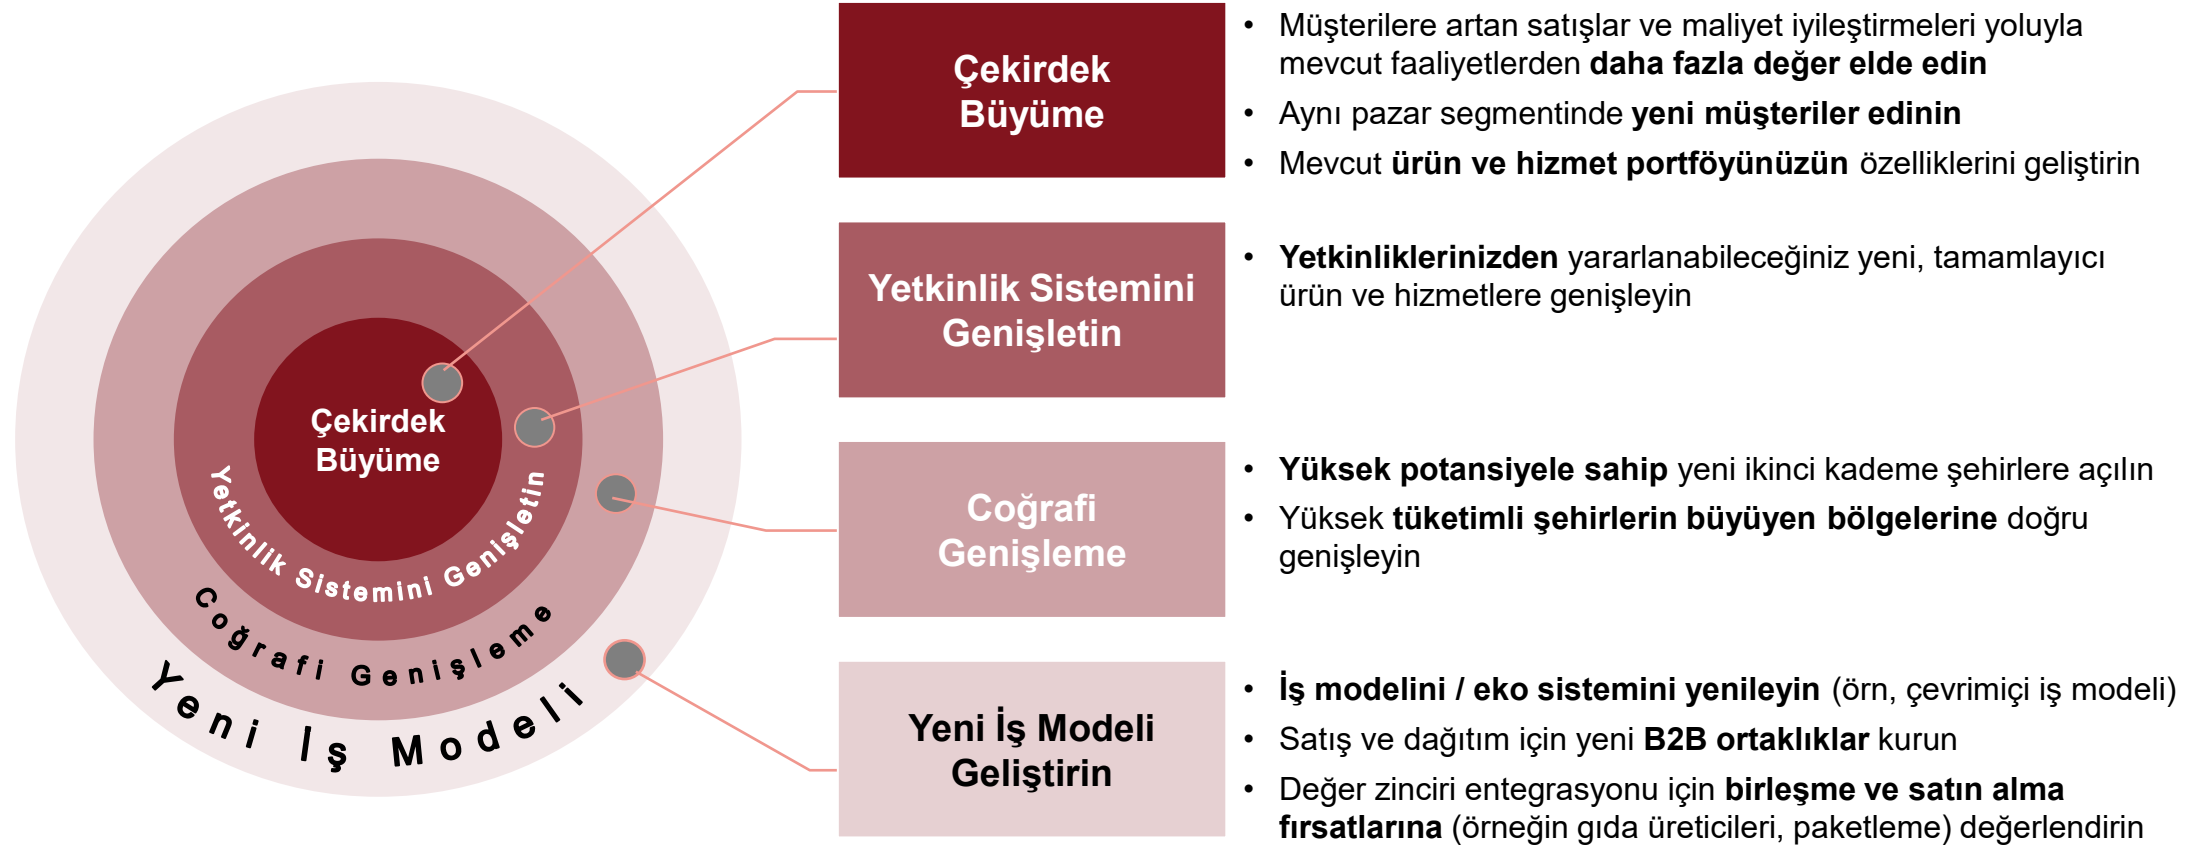 Çekirdek
Büyüme
Yetkinlik Sistemini Genişletin
Coğrafi Genişleme
Yeni İş Modeli
Çekirdek
Büyüme
• Müşterilere artan satışlar ve maliyet iyileştirmeleri yoluyla
mevcut faaliyetlerden daha fazla değer elde edin
• Aynı pazar segmentinde yeni müşteriler edinin
• Mevcut ürün ve hizmet portföyünüzün özelliklerini geliştirin
Yetkinlik Sistemini
Genişletin
• Yetkinliklerinizden yararlanabileceğiniz yeni, tamamlayıcı
ürün ve hizmetlere genişleyin
Coğrafi
Genişleme
• Yüksek potansiyele sahip yeni ikinci kademe şehirlere açılın
• Yüksek tüketimli şehirlerin büyüyen bölgelerine doğru
genişleyin
Yeni İş Modeli
Geliştirin
• İş modelini / eko sistemini yenileyin (örn, çevrimiçi iş modeli)
• Satış ve dağıtım için yeni B2B ortaklıklar kurun
• Değer zinciri entegrasyonu için birleşme ve satın alma
fırsatlarına (örneğin gıda üreticileri, paketleme) değerlendirin